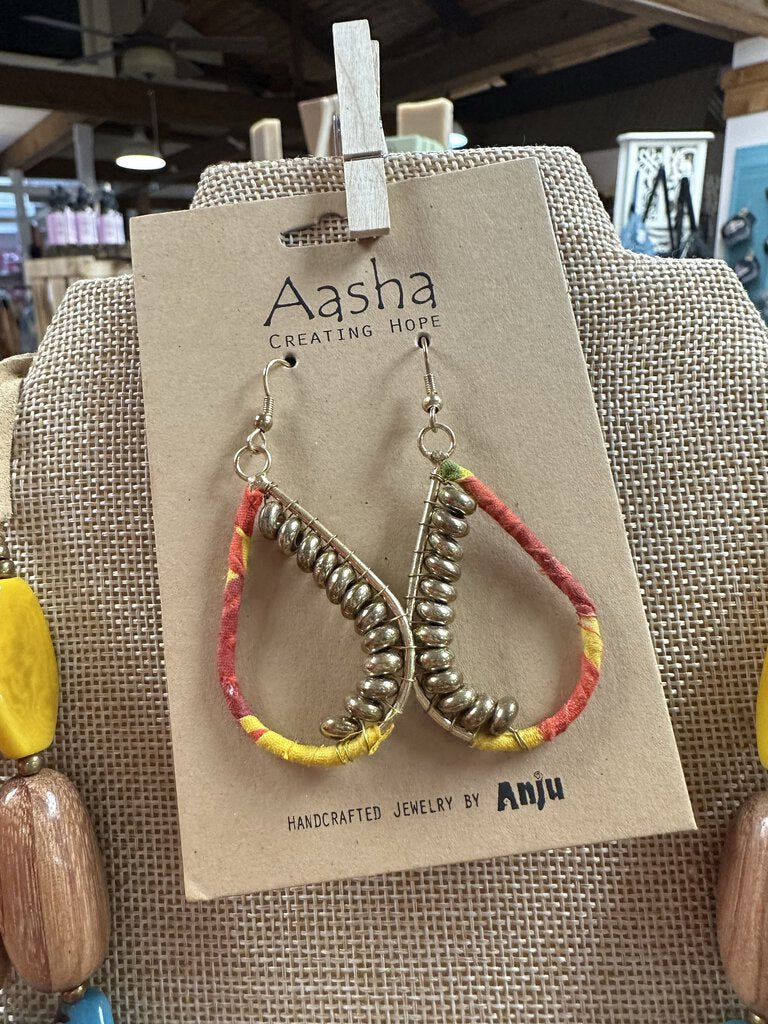 Aasha
CREATING HOPE
HANDCRAFTED JEWELRY BY Anju